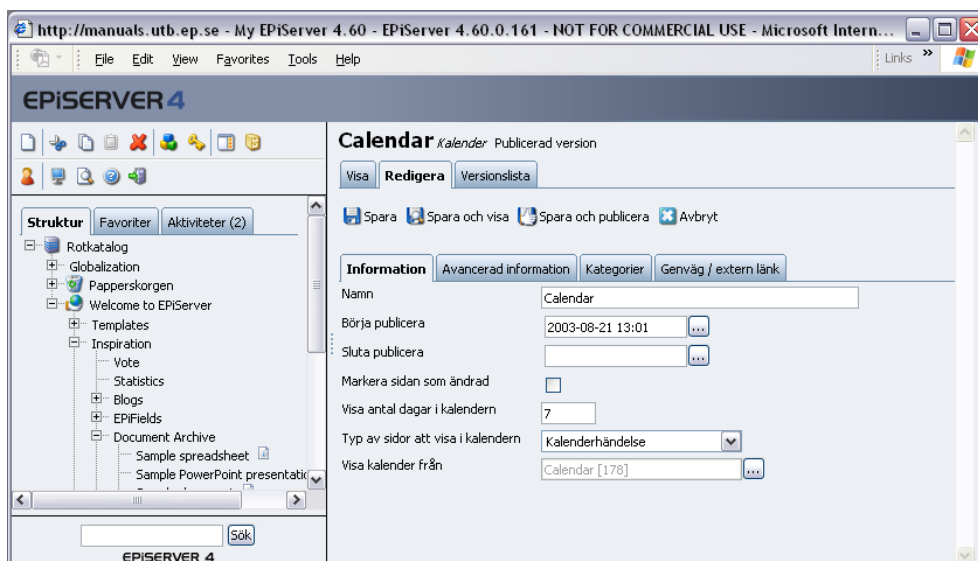 http://manuals.utb.ep.se - My EPiServer 4.60 - EPiServer 4.60.0.161 - NOT FOR COMMERCIAL USE - Microsoft Intern...
File Edit View Favorites Tools Help Links »
EPiSERVER 4
Calendar Kalender Publicerad version
Visa Redigera Versionslista
Spara Spara och visa Spara och publicera Avbryt
Struktur Favoriter Aktiviteter (2)
Rotkatalog
Globalization
Papperskorgen
Welcome to EPiServer
Templates
Inspiration
Vote
Statistics
Blogs
EPiFields
Document Archive
Sample spreadsheet
Sample PowerPoint presentatio
Sök
EPiSERVER 4
Information Avancerad information Kategorier Genväg / extern länk
Namn Calendar
Börja publicera 2003-08-21 13:01 ...
Sluta publicera ...
Markera sidan som ändrad
Visa antal dagar i kalendern 7
Typ av sidor att visa i kalendern Kalenderhändelse
Visa kalender från Calendar [178] ...